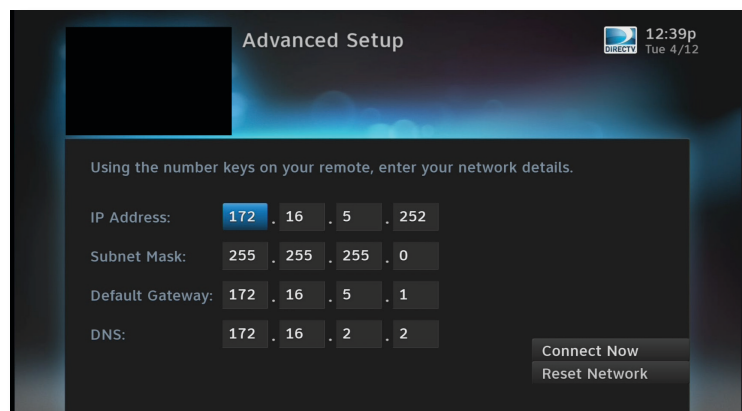 Advanced Setup
DIRECTV
12:39p
Tue 4/12
Using the number keys on your remote, enter your network details.
IP Address: 172 . 16 . 5 . 252
Subnet Mask: 255 . 255 . 255 . 0
Default Gateway: 172 . 16 . 5 . 1
DNS: 172 . 16 . 2 . 2
Connect Now
Reset Network